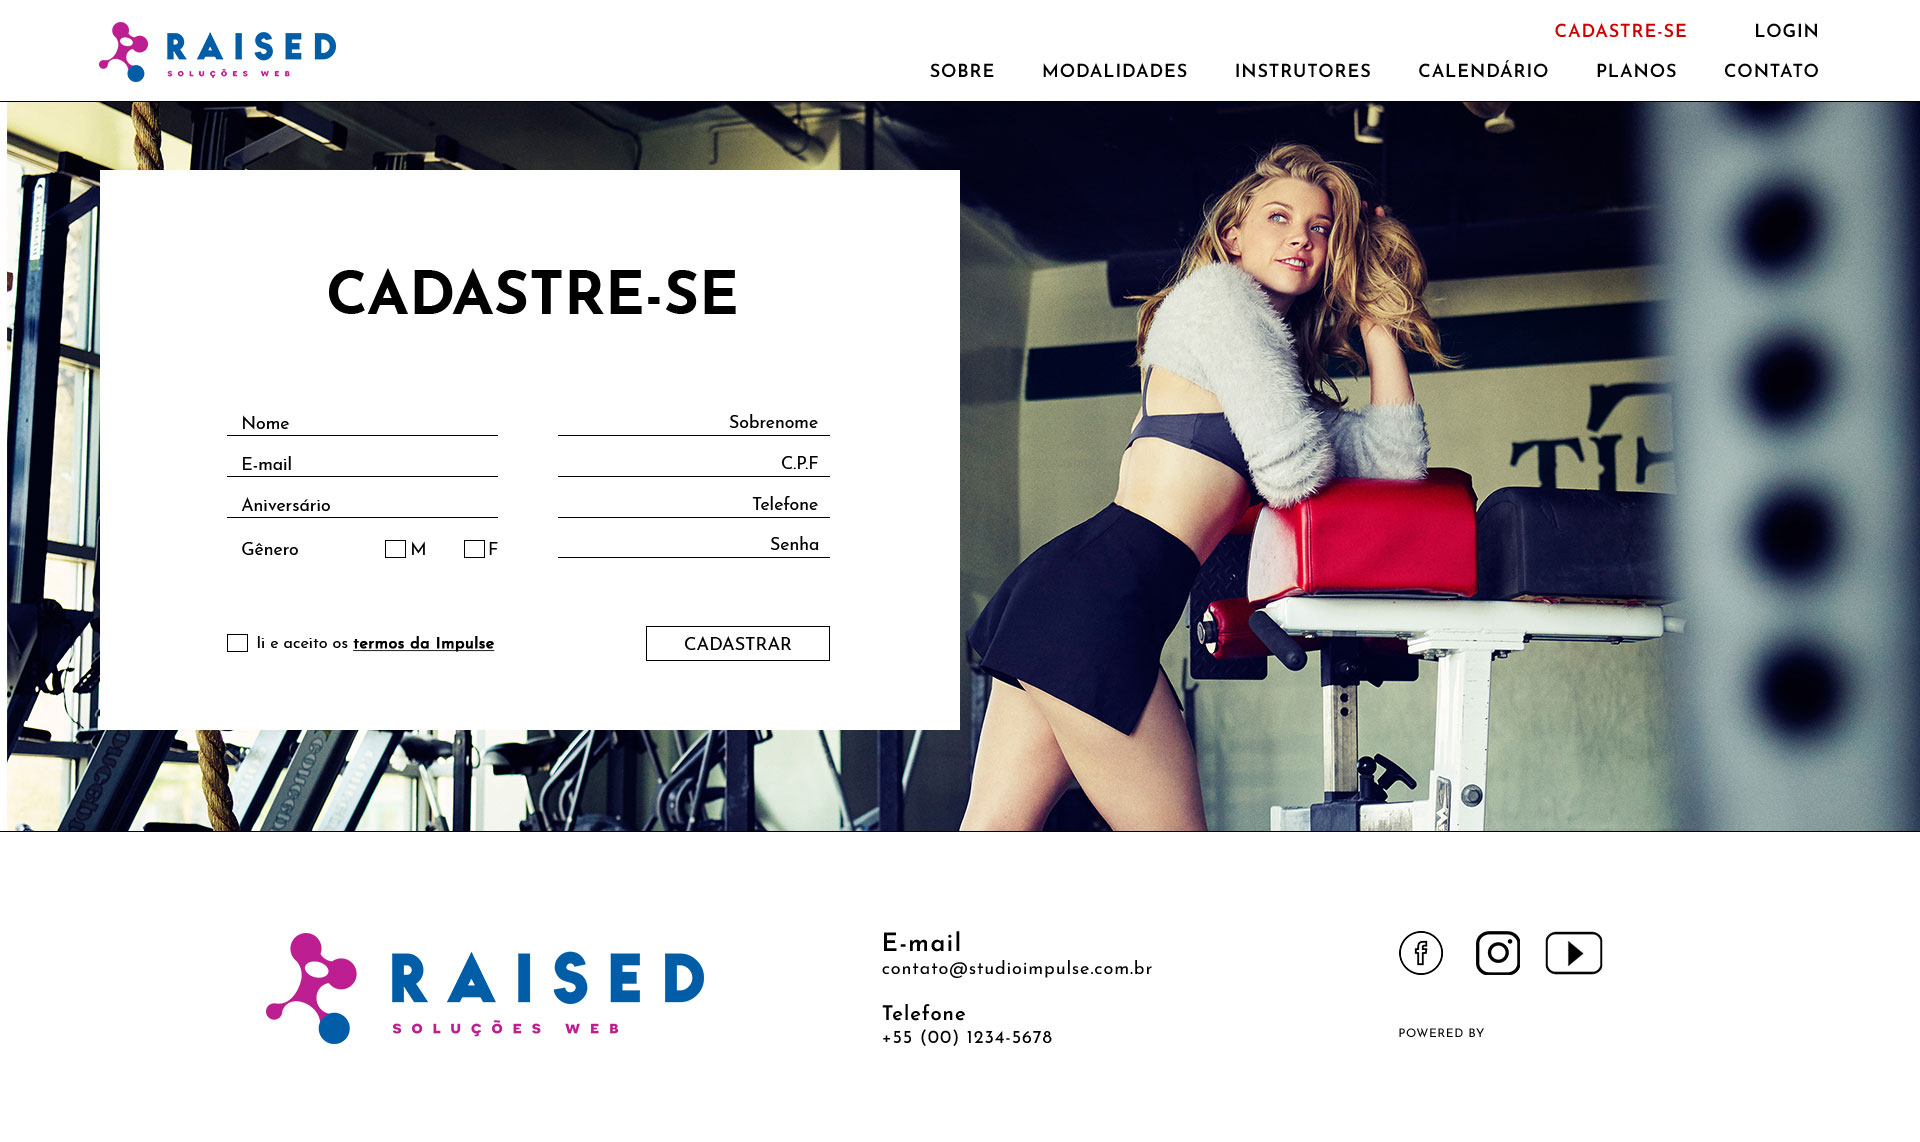 RAISED
SOLUÇÕES WEB
CADASTRE-SE LOGIN
SOBRE MODALIDADES INSTRUTORES CALENDÁRIO PLANOS CONTATO
CADASTRE-SE
Nome Sobrenome
E-mail C.P.F
Aniversário Telefone
Gênero M F Senha
li e aceito os termos da Impulse CADASTRAR
RAISED
SOLUÇÕES WEB
E-mail
contato@studioimpulse.com.br
Telefone
+55 (00) 1234-5678
POWERED BY